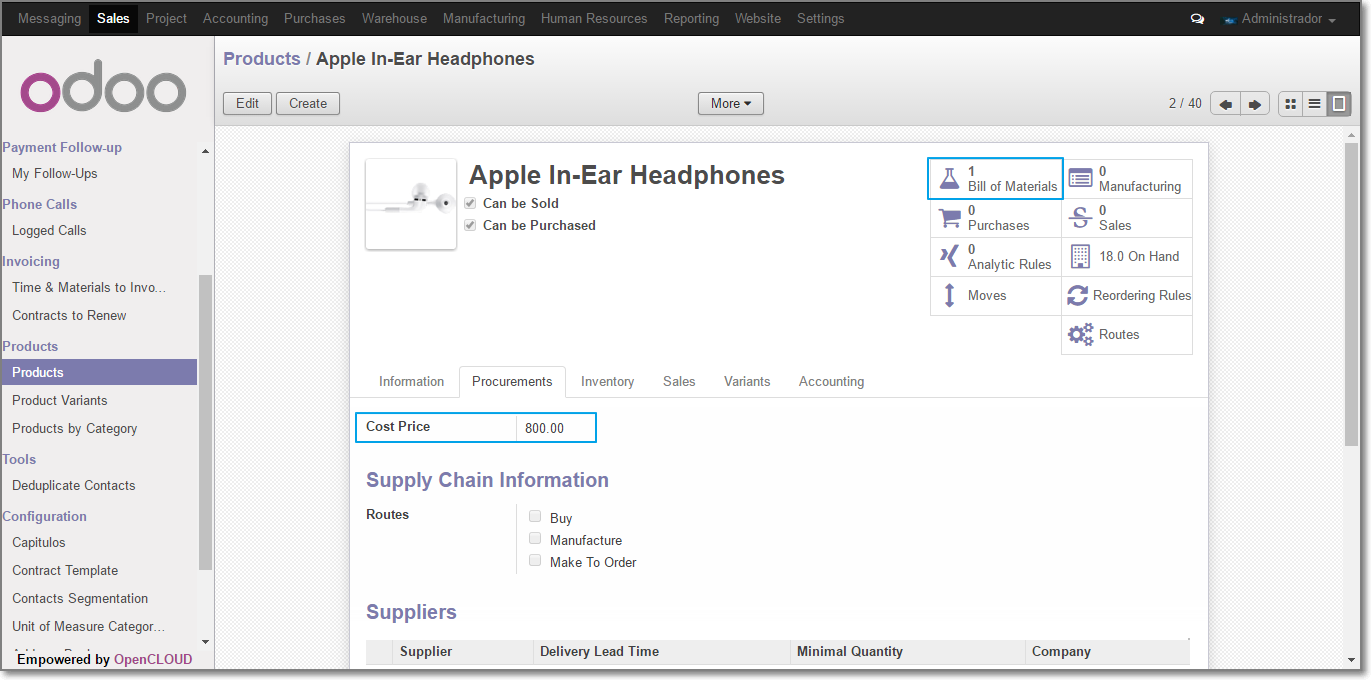 Messaging Sales Project Accounting Purchases Warehouse Manufacturing Human Resources Reporting Website Settings Administrador
odoo
Products / Apple In-Ear Headphones
Edit Create More 2 / 40
Payment Follow-up
My Follow-Ups
Phone Calls
Logged Calls
Invoicing
Time & Materials to Invo...
Contracts to Renew
Products
Products
Product Variants
Products by Category
Tools
Deduplicate Contacts
Configuration
Capitulos
Contract Template
Contacts Segmentation
Unit of Measure Categor...
Empowered by OpenCLOUD
Apple In-Ear Headphones
Can be Sold
Can be Purchased
1
Bill of Materials
0
Manufacturing
0
Purchases
0
Sales
0
Analytic Rules
18.0 On Hand
Moves
Reordering Rules
Routes
Information Procurements Inventory Sales Variants Accounting
Cost Price 800.00
Supply Chain Information
Routes
Buy
Manufacture
Make To Order
Suppliers
Supplier Delivery Lead Time Minimal Quantity Company